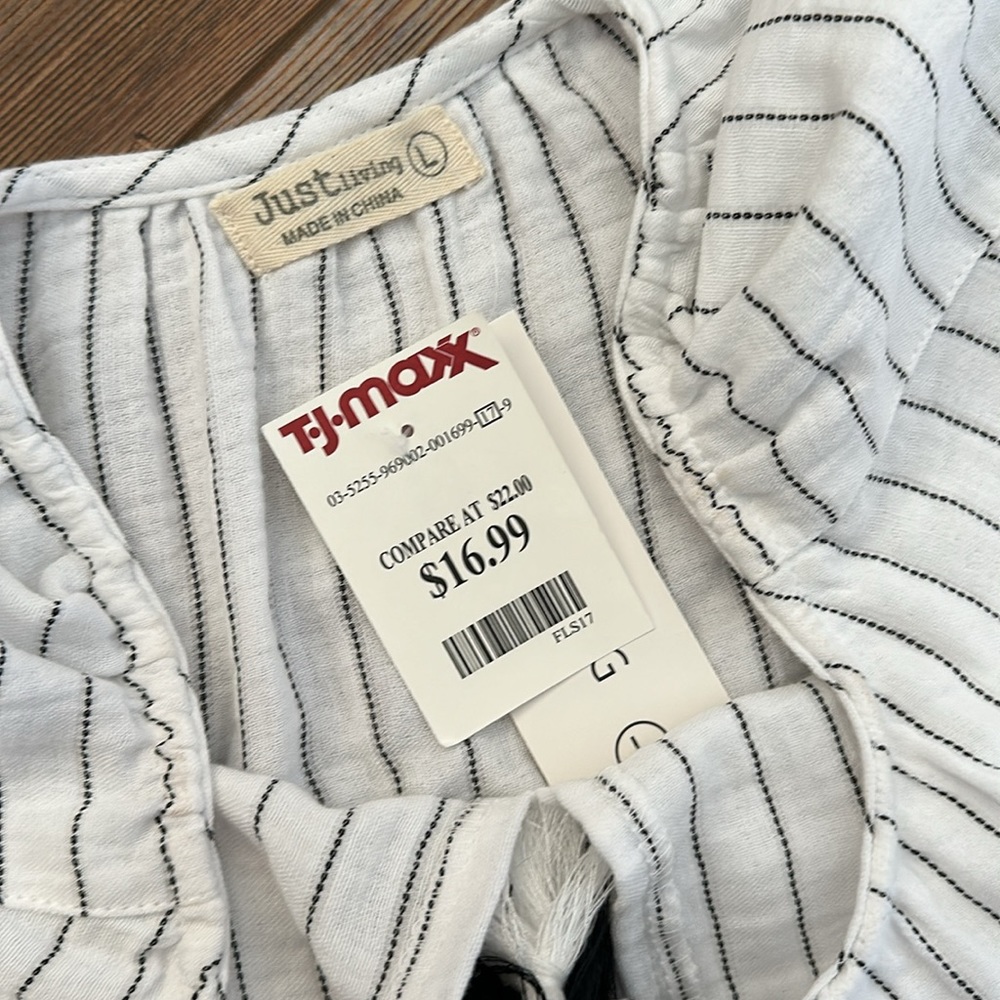 Just Living L
MADE IN CHINA
T·J·maxx®
03-5255-969002-001699-17-9
COMPARE AT $22.00
$16.99
FLS17
L